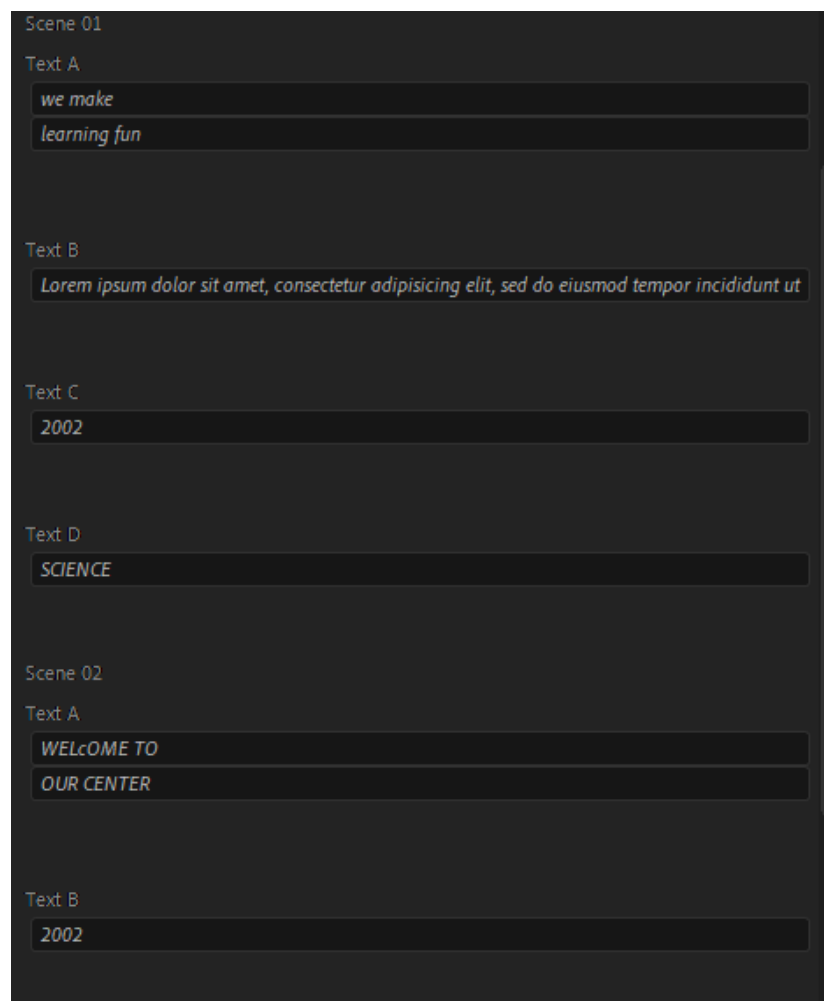 Scene 01
Text A
we make
learning fun
Text B
Lorem ipsum dolor sit amet, consectetur adipisicing elit, sed do eiusmod tempor incididunt ut
Text C
2002
Text D
SCIENCE
Scene 02
Text A
WELcOME TO
OUR CENTER
Text B
2002